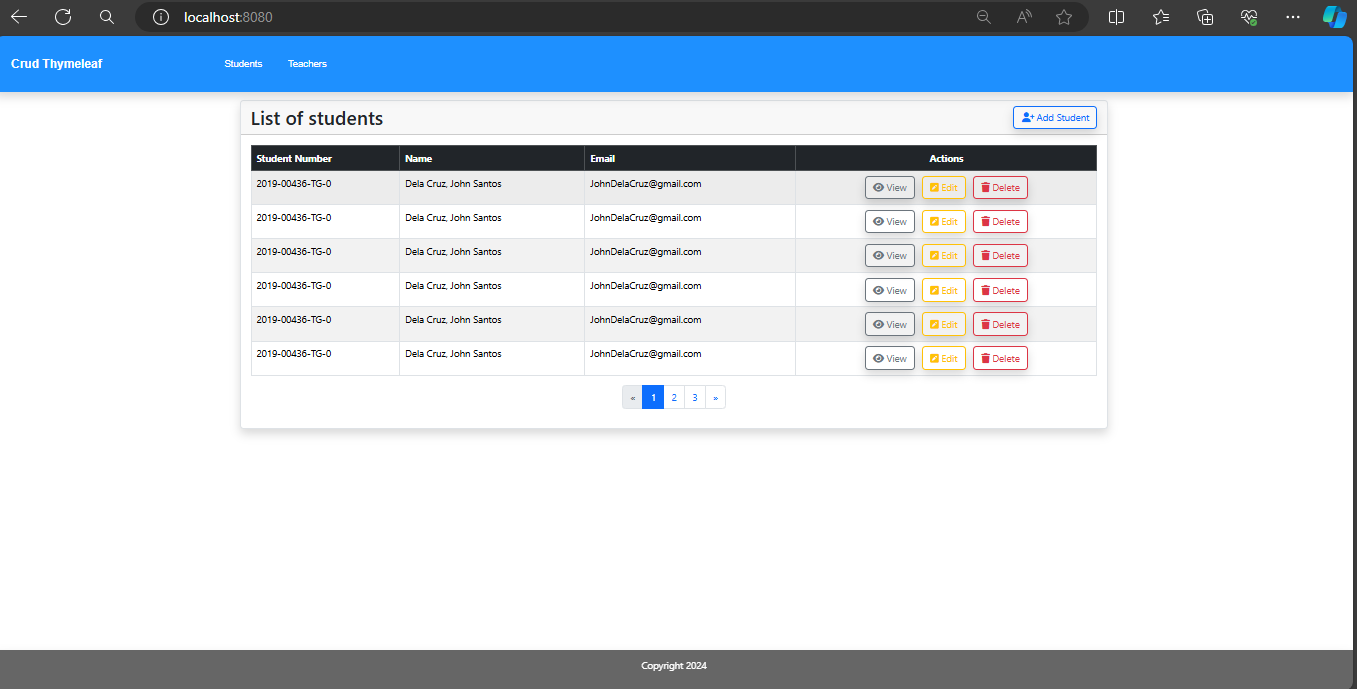 localhost:8080
Crud Thymeleaf Students Teachers
List of students Add Student
Student Number Name Email Actions
2019-00436-TG-0 Dela Cruz, John Santos JohnDelaCruz@gmail.com View Edit Delete
2019-00436-TG-0 Dela Cruz, John Santos JohnDelaCruz@gmail.com View Edit Delete
2019-00436-TG-0 Dela Cruz, John Santos JohnDelaCruz@gmail.com View Edit Delete
2019-00436-TG-0 Dela Cruz, John Santos JohnDelaCruz@gmail.com View Edit Delete
2019-00436-TG-0 Dela Cruz, John Santos JohnDelaCruz@gmail.com View Edit Delete
2019-00436-TG-0 Dela Cruz, John Santos JohnDelaCruz@gmail.com View Edit Delete
« 1 2 3 »
Copyright 2024